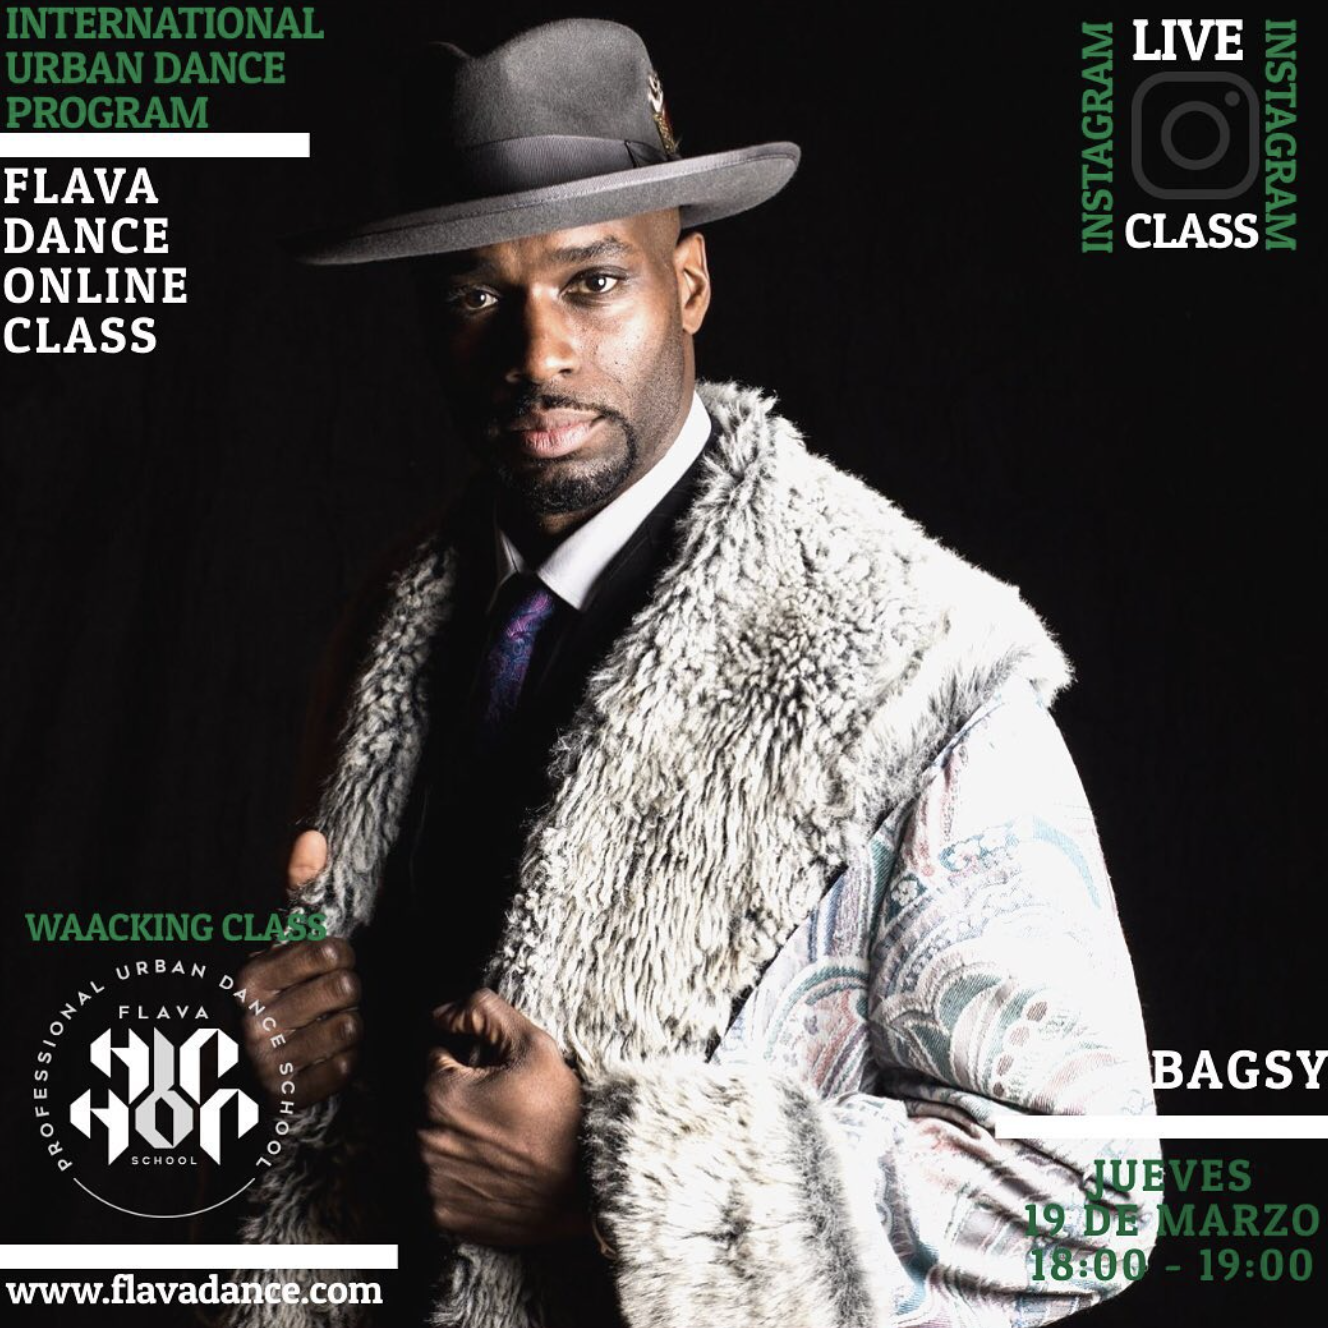 INTERNATIONAL
URBAN DANCE
PROGRAM
FLAVA
DANCE
ONLINE
CLASS
LIVE
INSTAGRAM
INSTAGRAM
CLASS
WAACKING CLASS
PROFESSIONAL URBAN DANCE SCHOOL
FLAVA
HIP
HOP
SCHOOL
www.flavadance.com
BAGSY
JUEVES
19 DE MARZO
18:00 - 19:00